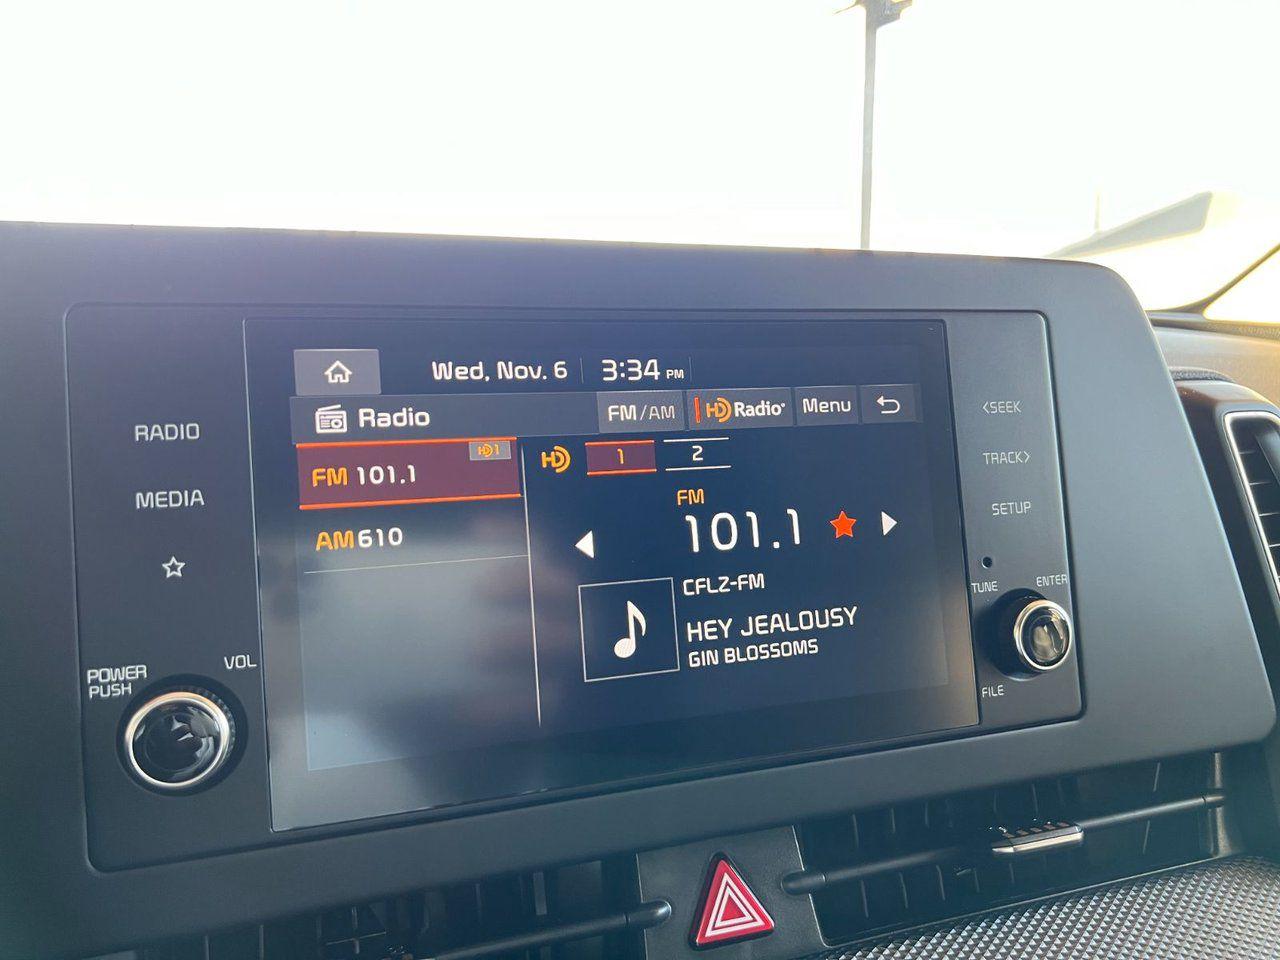 Wed, Nov. 6 3:34 PM
Radio FM/AM HD Radio® Menu
FM 101.1 HD1
AM 610
HD 1 2
FM
101.1
CFLZ-FM
HEY JEALOUSY
GIN BLOSSOMS
RADIO
MEDIA
POWER
PUSH
VOL
<SEEK
TRACK>
SETUP
TUNE
ENTER
FILE